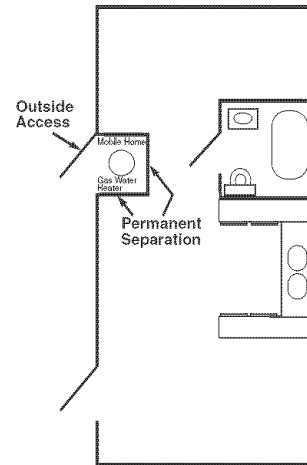 Outside
Access
Mobile Home
Gas Water
Heater
Permanent
Separation